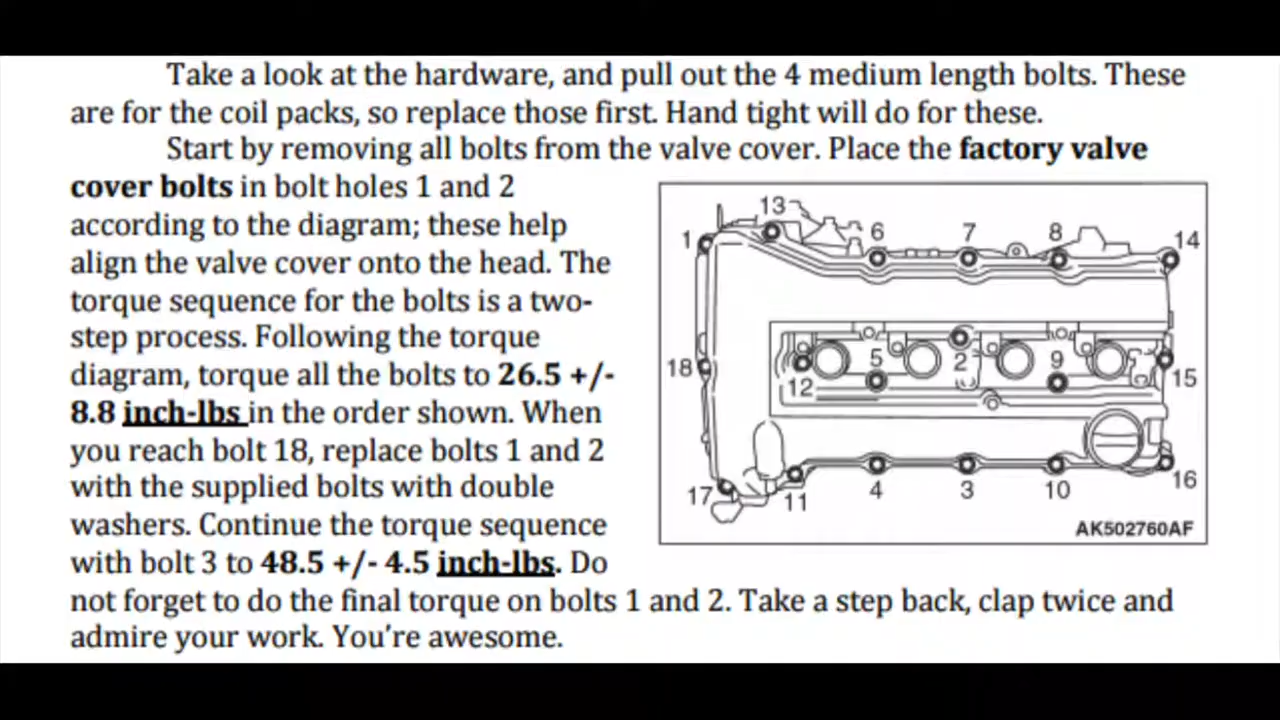 Take a look at the hardware, and pull out the 4 medium length bolts. These
are for the coil packs, so replace those first. Hand tight will do for these.
Start by removing all bolts from the valve cover. Place the factory valve
cover bolts in bolt holes 1 and 2
according to the diagram; these help
align the valve cover onto the head. The
torque sequence for the bolts is a two-
step process. Following the torque
diagram, torque all the bolts to 26.5 +/-
8.8 inch-lbs in the order shown. When
you reach bolt 18, replace bolts 1 and 2
with the supplied bolts with double
washers. Continue the torque sequence
with bolt 3 to 48.5 +/- 4.5 inch-lbs. Do
not forget to do the final torque on bolts 1 and 2. Take a step back, clap twice and
admire your work. You're awesome.
13
1 6 7 8 14
18 5 2 9
12 15
17 11 4 3 10 16
AK502760AF